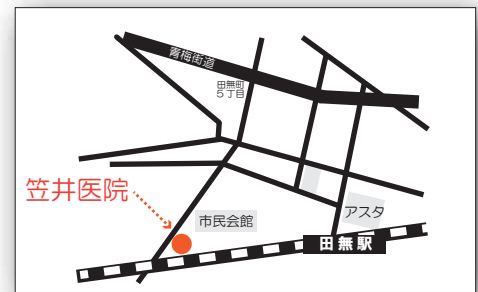 青梅街道
田無町
5丁目
笠井医院
市民会館
アスタ
田無駅